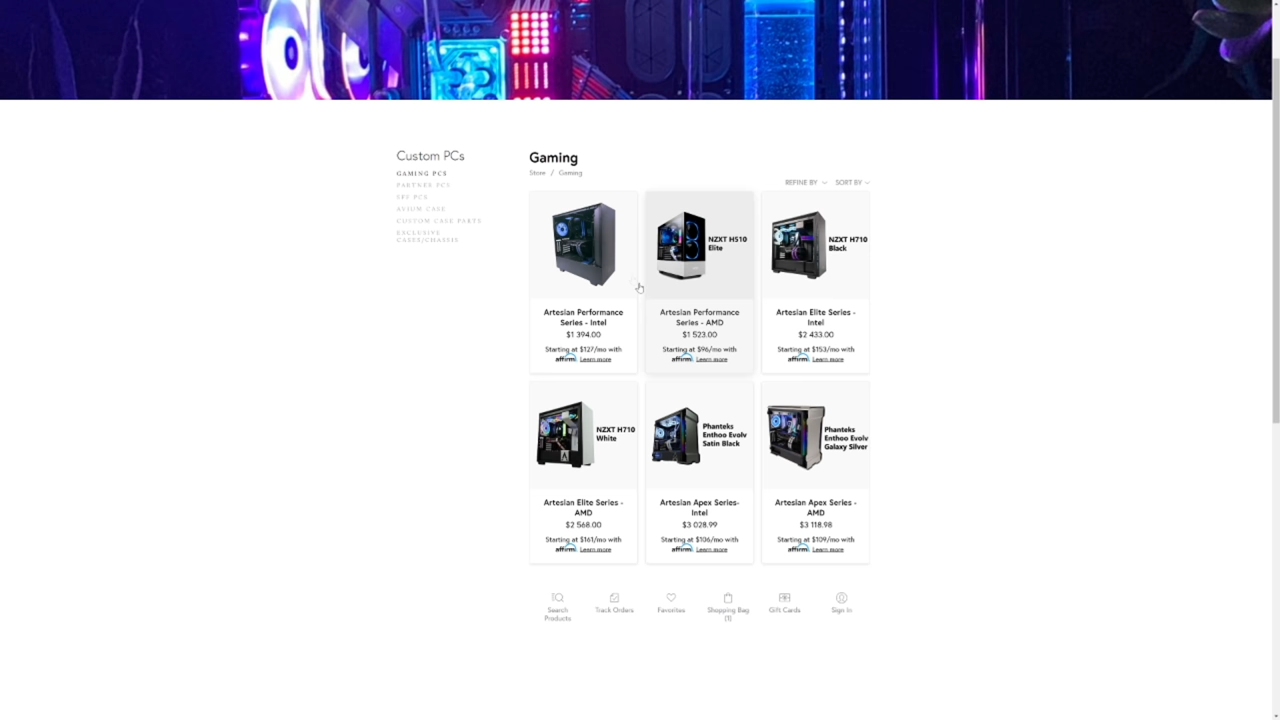 Custom PCs
GAMING PCS
PARTNER PCS
SFF PCS
AXIUM CASE
CUSTOM CASE PARTS
EXCLUSIVE
CASES/CHASSIS
Gaming
Store / Gaming
REFINE BY
SORT BY
NZXT H510
Elite
NZXT H710
Black
Artesian Performance
Series - Intel
$1 394.00
Starting at $127/mo with
affirm. Learn more
Artesian Performance
Series - AMD
$1 523.00
Starting at $96/mo with
affirm. Learn more
Artesian Elite Series -
Intel
$2 433.00
Starting at $153/mo with
affirm. Learn more
NZXT H710
White
Phanteks
Enthoo Evolv
Satin Black
Phanteks
Enthoo Evolv
Galaxy Silver
Artesian Elite Series -
AMD
$2 568.00
Starting at $161/mo with
affirm. Learn more
Artesian Apex Series-
Intel
$3 028.99
Starting at $106/mo with
affirm. Learn more
Artesian Apex Series -
AMD
$3 118.98
Starting at $109/mo with
affirm. Learn more
Search
Products
Track Orders
Favorites
Shopping Bag
(1)
Gift Cards
Sign In